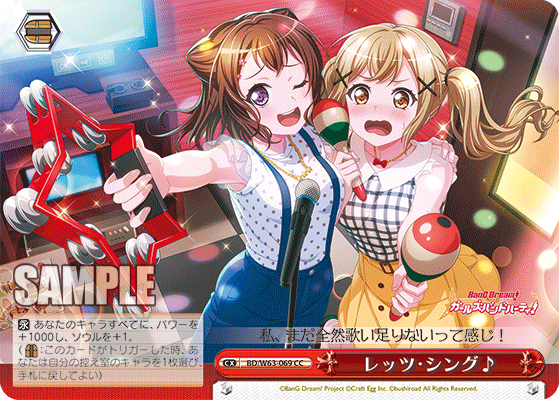 SAMPLE
永 あなたのキャラすべてに、パワーを
+1000し、ソウルを+1。
( :このカードがトリガーした時、あ
なたは自分の控え室のキャラを1枚選び、
手札に戻してよい)
BanG Dream!
ガールズバンドパーティ!
私、まだ全然歌い足りないって感じ!
CX BD/W63-069 CC レッツ・シング♪
©BanG Dream! Project ©Craft Egg Inc. ©bushiroad All Rights Reserved.